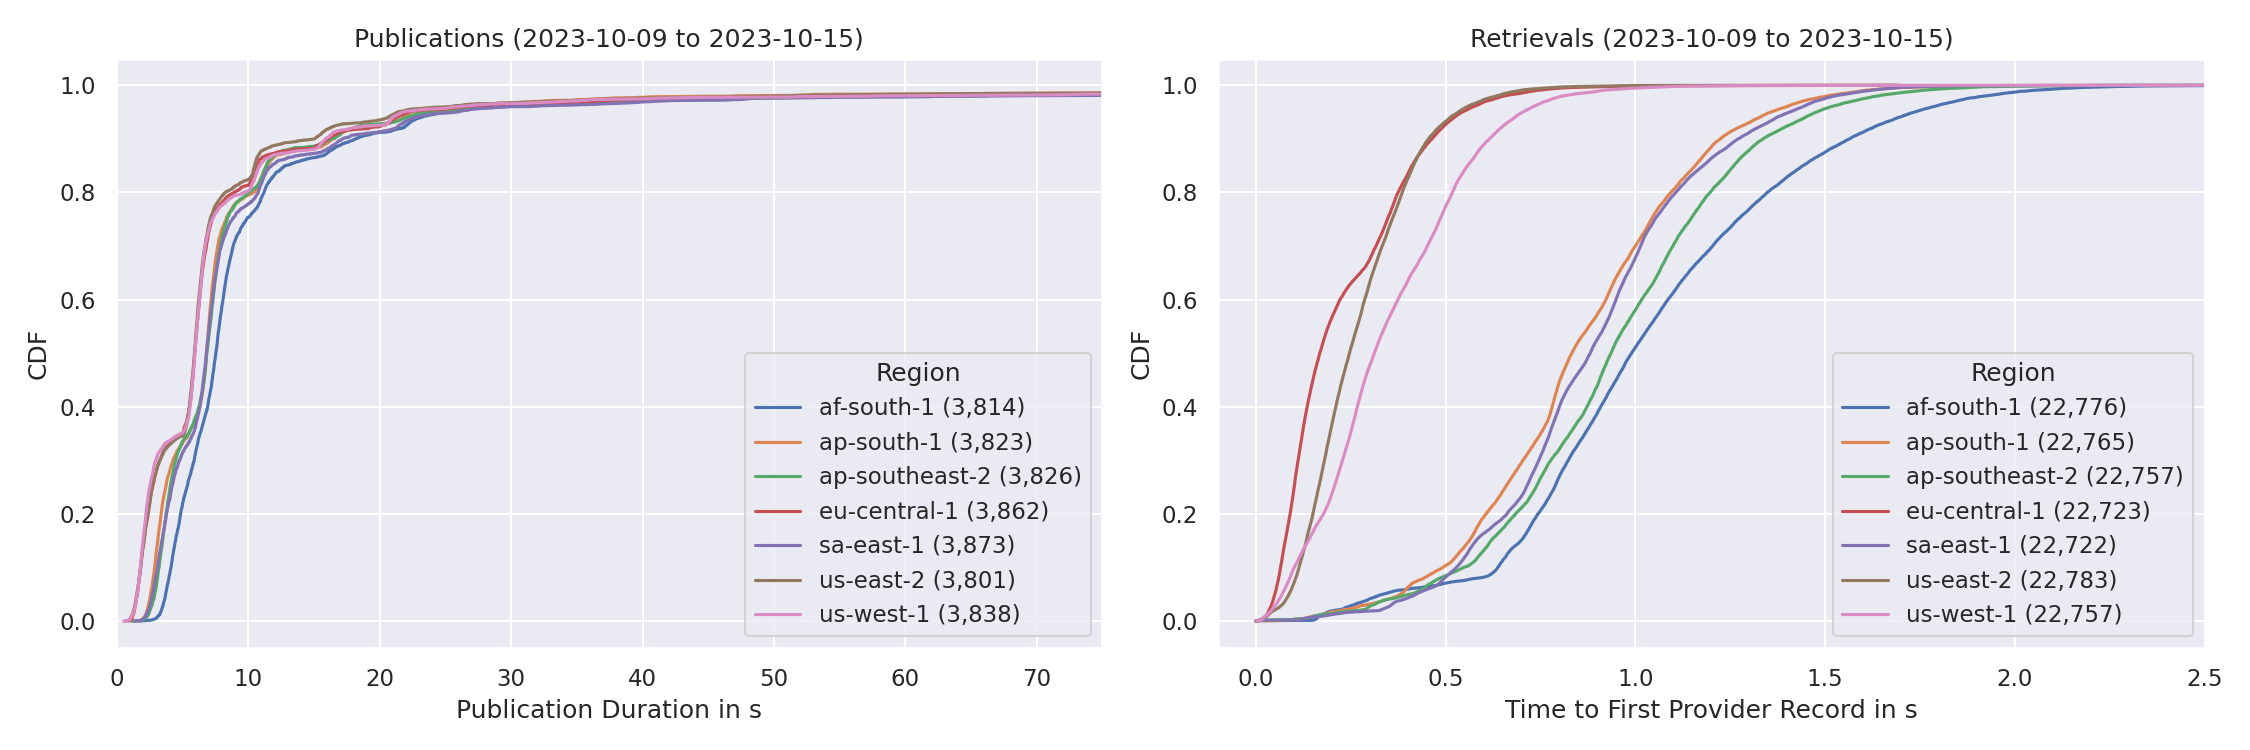 Publications (2023-10-09 to 2023-10-15)
CDF
1.0
0.8
0.6
0.4
0.2
0.0
Region
af-south-1 (3,814)
ap-south-1 (3,823)
ap-southeast-2 (3,826)
eu-central-1 (3,862)
sa-east-1 (3,873)
us-east-2 (3,801)
us-west-1 (3,838)
0 10 20 30 40 50 60 70
Publication Duration in s
Retrievals (2023-10-09 to 2023-10-15)
CDF
1.0
0.8
0.6
0.4
0.2
0.0
Region
af-south-1 (22,776)
ap-south-1 (22,765)
ap-southeast-2 (22,757)
eu-central-1 (22,723)
sa-east-1 (22,722)
us-east-2 (22,783)
us-west-1 (22,757)
0.0 0.5 1.0 1.5 2.0 2.5
Time to First Provider Record in s